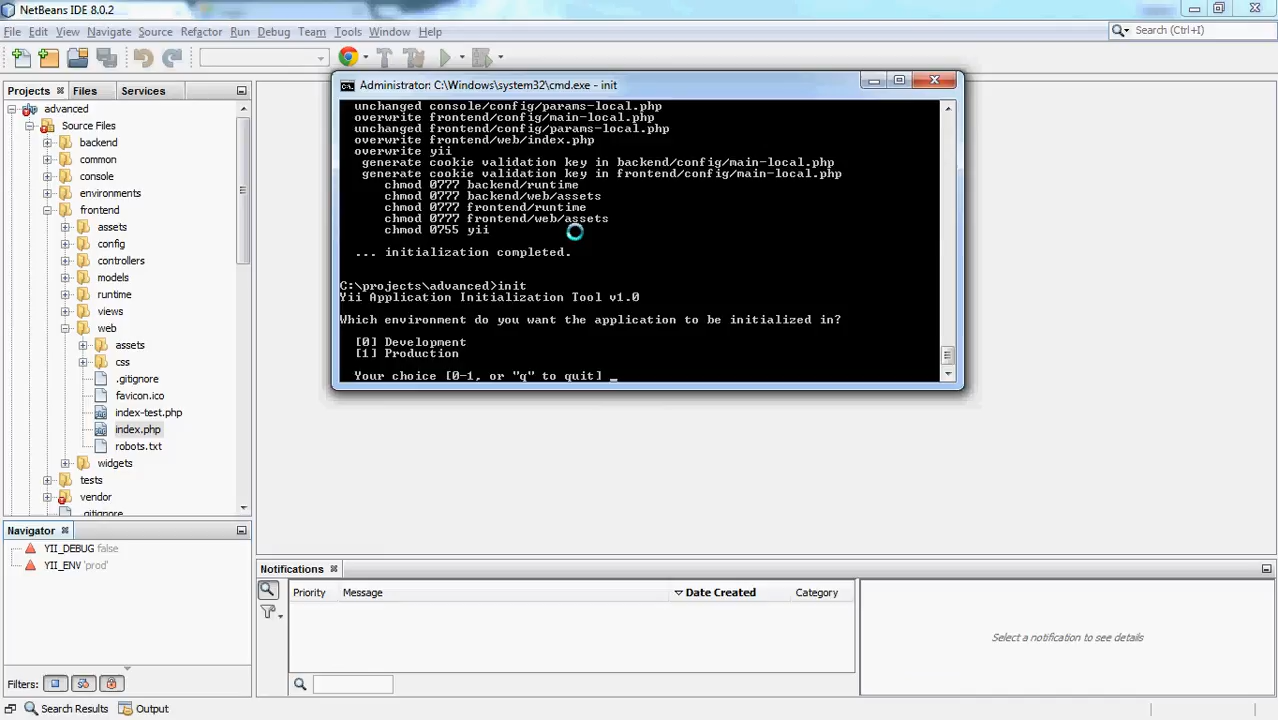 NetBeans IDE 8.0.2
File Edit View Navigate Source Refactor Run Debug Team Tools Window Help
Search (Ctrl+I)
Projects Files Services
advanced
Source Files
backend
common
console
environments
frontend
assets
config
controllers
models
runtime
views
web
assets
css
.gitignore
favicon.ico
index-test.php
index.php
robots.txt
widgets
tests
vendor
.gitignore
Administrator: C:\Windows\system32\cmd.exe - init
unchanged console/config/params-local.php
overwrite frontend/config/main-local.php
unchanged frontend/config/params-local.php
overwrite frontend/web/index.php
overwrite yii
generate cookie validation key in backend/config/main-local.php
generate cookie validation key in frontend/config/main-local.php
chmod 0777 backend/runtime
chmod 0777 backend/web/assets
chmod 0777 frontend/runtime
chmod 0777 frontend/web/assets
chmod 0755 yii
... initialization completed.
C:\projects\advanced>init
Yii Application Initialization Tool v1.0
Which environment do you want the application to be initialized in?
[0] Development
[1] Production
Your choice [0-1, or "q" to quit] _
Navigator
YII_DEBUG false
YII_ENV 'prod'
Filters:
Notifications
Priority Message Date Created Category
Select a notification to see details
Search Results Output